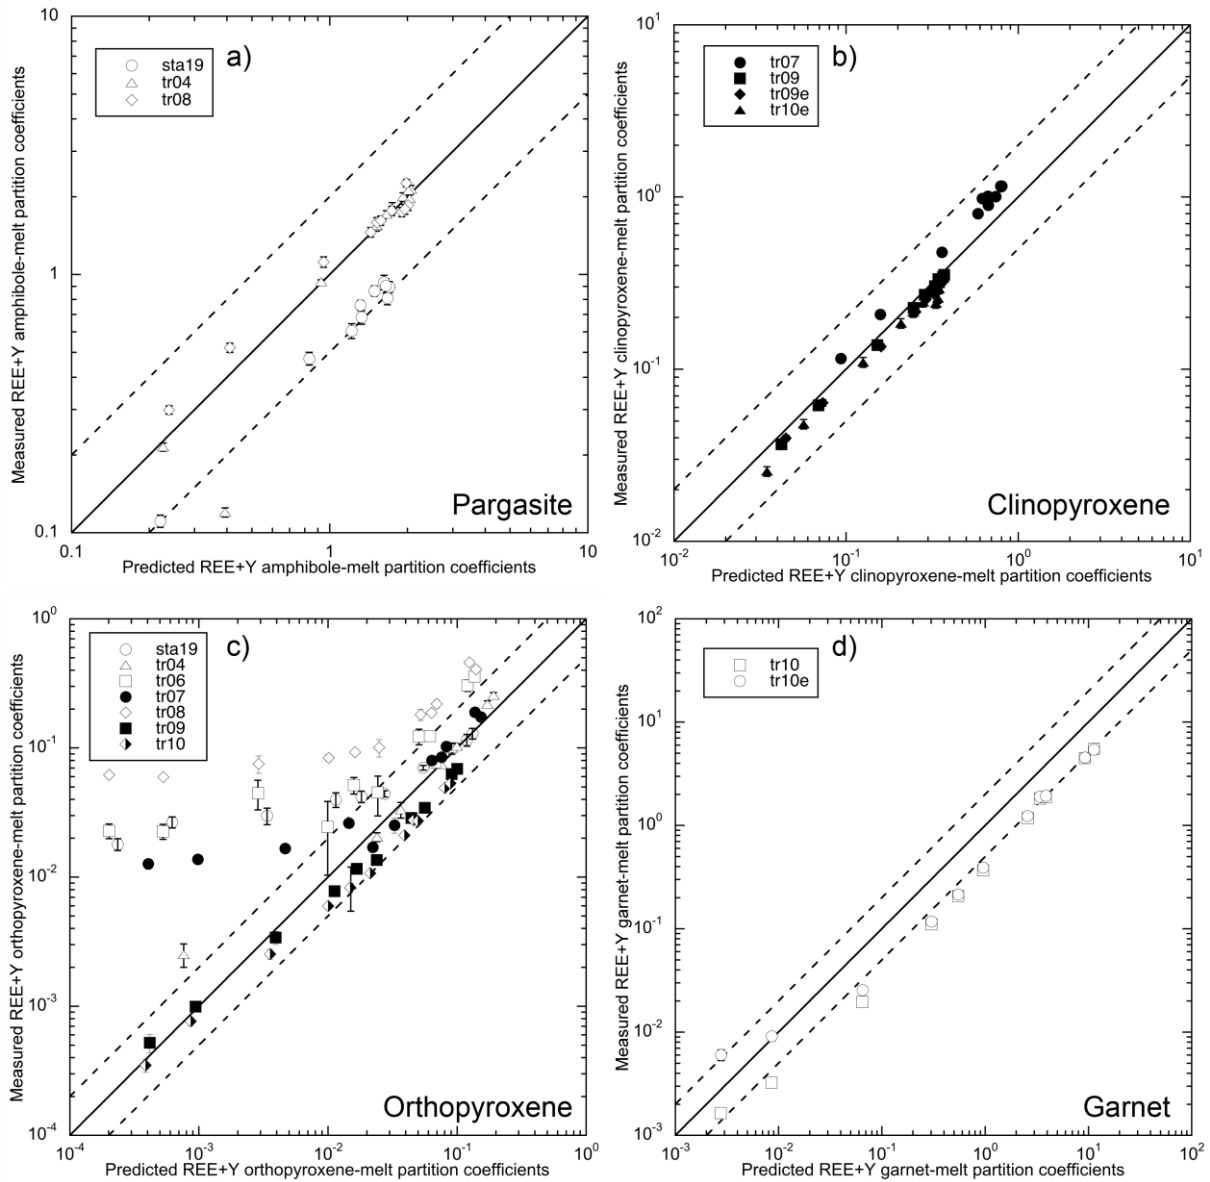 a)
sta19
tr04
tr08
Pargasite
10
1
0.1
0.1
1
10
Measured REE+Y amphibole-melt partition coefficients
Predicted REE+Y amphibole-melt partition coefficients
b)
tr07
tr09
tr09e
tr10e
Clinopyroxene
10¹
10⁰
10⁻¹
10⁻²
10⁻²
10⁻¹
10⁰
10¹
Measured REE+Y clinopyroxene-melt partition coefficients
Predicted REE+Y clinopyroxene-melt partition coefficients
c)
sta19
tr04
tr06
tr07
tr08
tr09
tr10
Orthopyroxene
10⁰
10⁻¹
10⁻²
10⁻³
10⁻⁴
10⁻⁴
10⁻³
10⁻²
10⁻¹
10⁰
Measured REE+Y orthopyroxene-melt partition coefficients
Predicted REE+Y orthopyroxene-melt partition coefficients
d)
tr10
tr10e
Garnet
10²
10¹
10⁰
10⁻¹
10⁻²
10⁻³
10⁻³
10⁻²
10⁻¹
10⁰
10¹
10²
Measured REE+Y garnet-melt partition coefficients
Predicted REE+Y garnet-melt partition coefficients